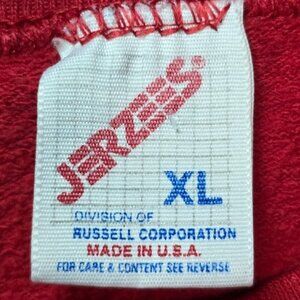 JERZEES
XL
DIVISION OF
RUSSELL CORPORATION
MADE IN U.S.A.
FOR CARE & CONTENT SEE REVERSE